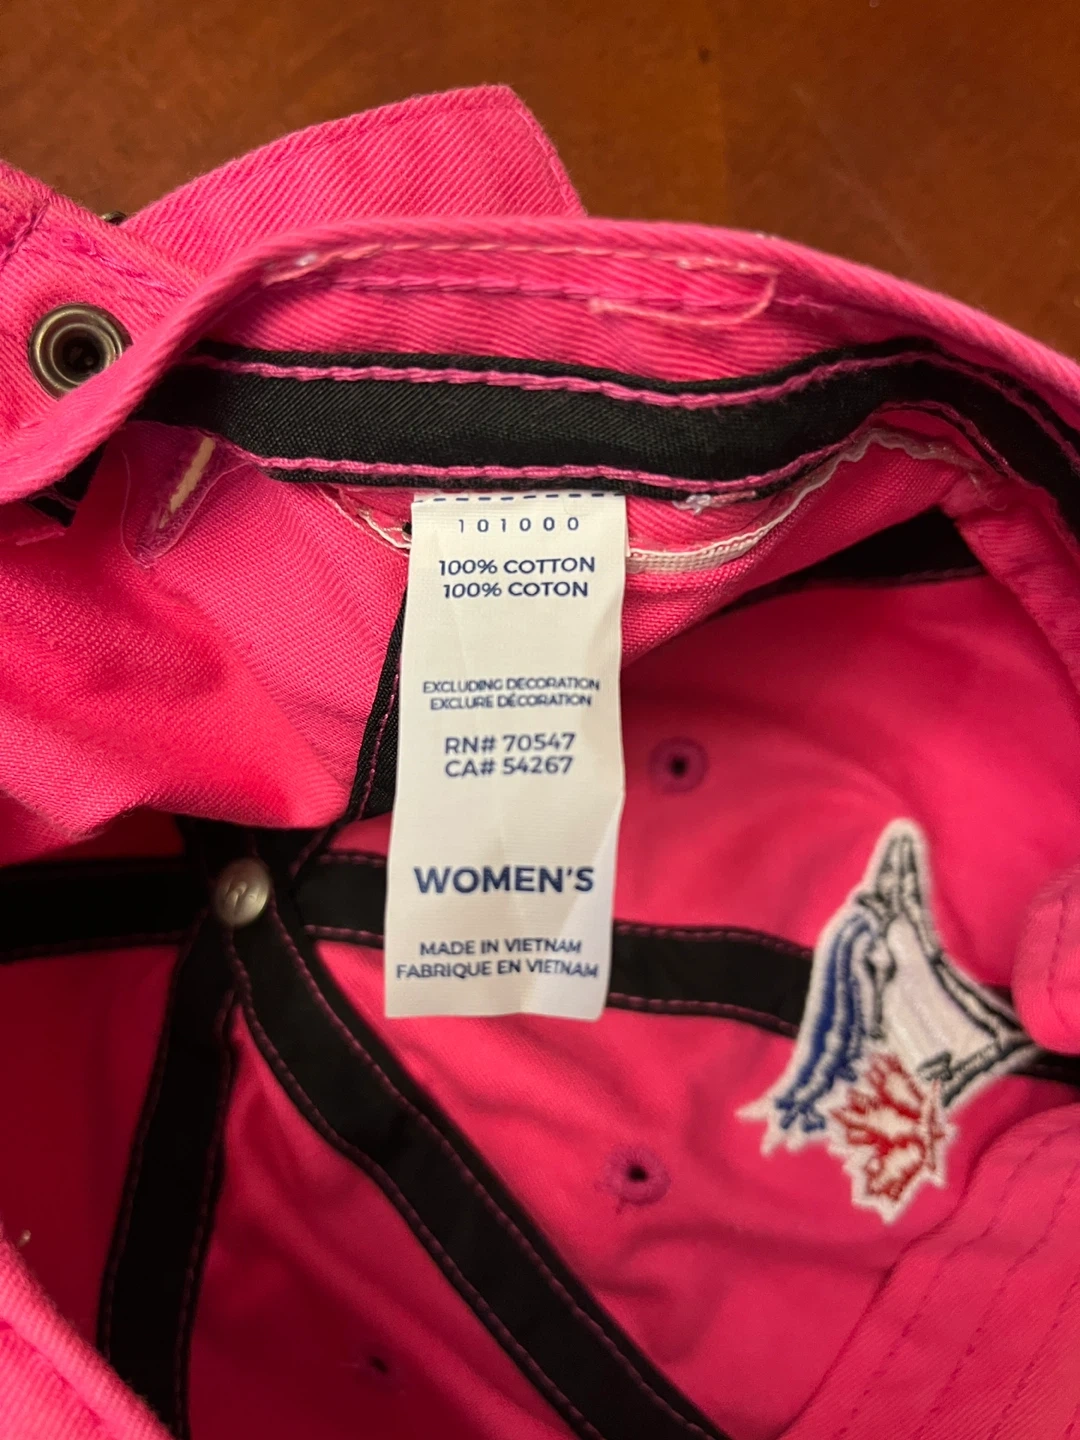 101000
100% COTTON
100% COTON
EXCLUDING DECORATION
EXCLURE DÉCORATION
RN# 70547
CA# 54267
WOMEN'S
MADE IN VIETNAM
FABRIQUE EN VIETNAM